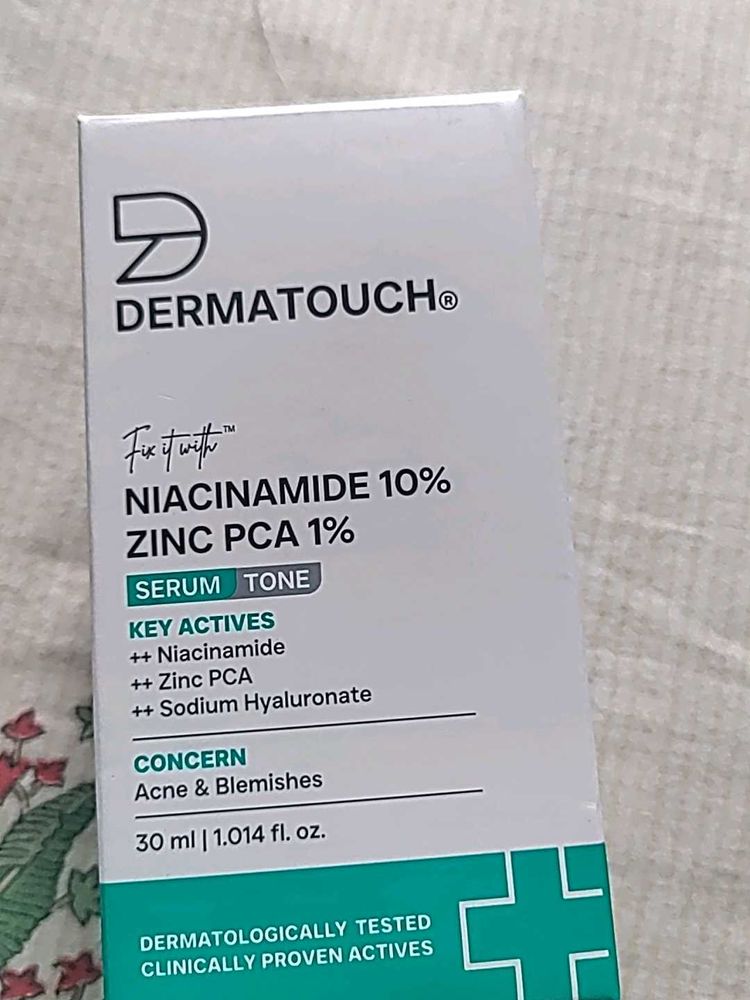 DERMATOUCH®
Fix it with™
NIACINAMIDE 10%
ZINC PCA 1%
SERUM TONE
KEY ACTIVES
++ Niacinamide
++ Zinc PCA
++ Sodium Hyaluronate
CONCERN
Acne & Blemishes
30 ml | 1.014 fl. oz.
DERMATOLOGICALLY TESTED
CLINICALLY PROVEN ACTIVES